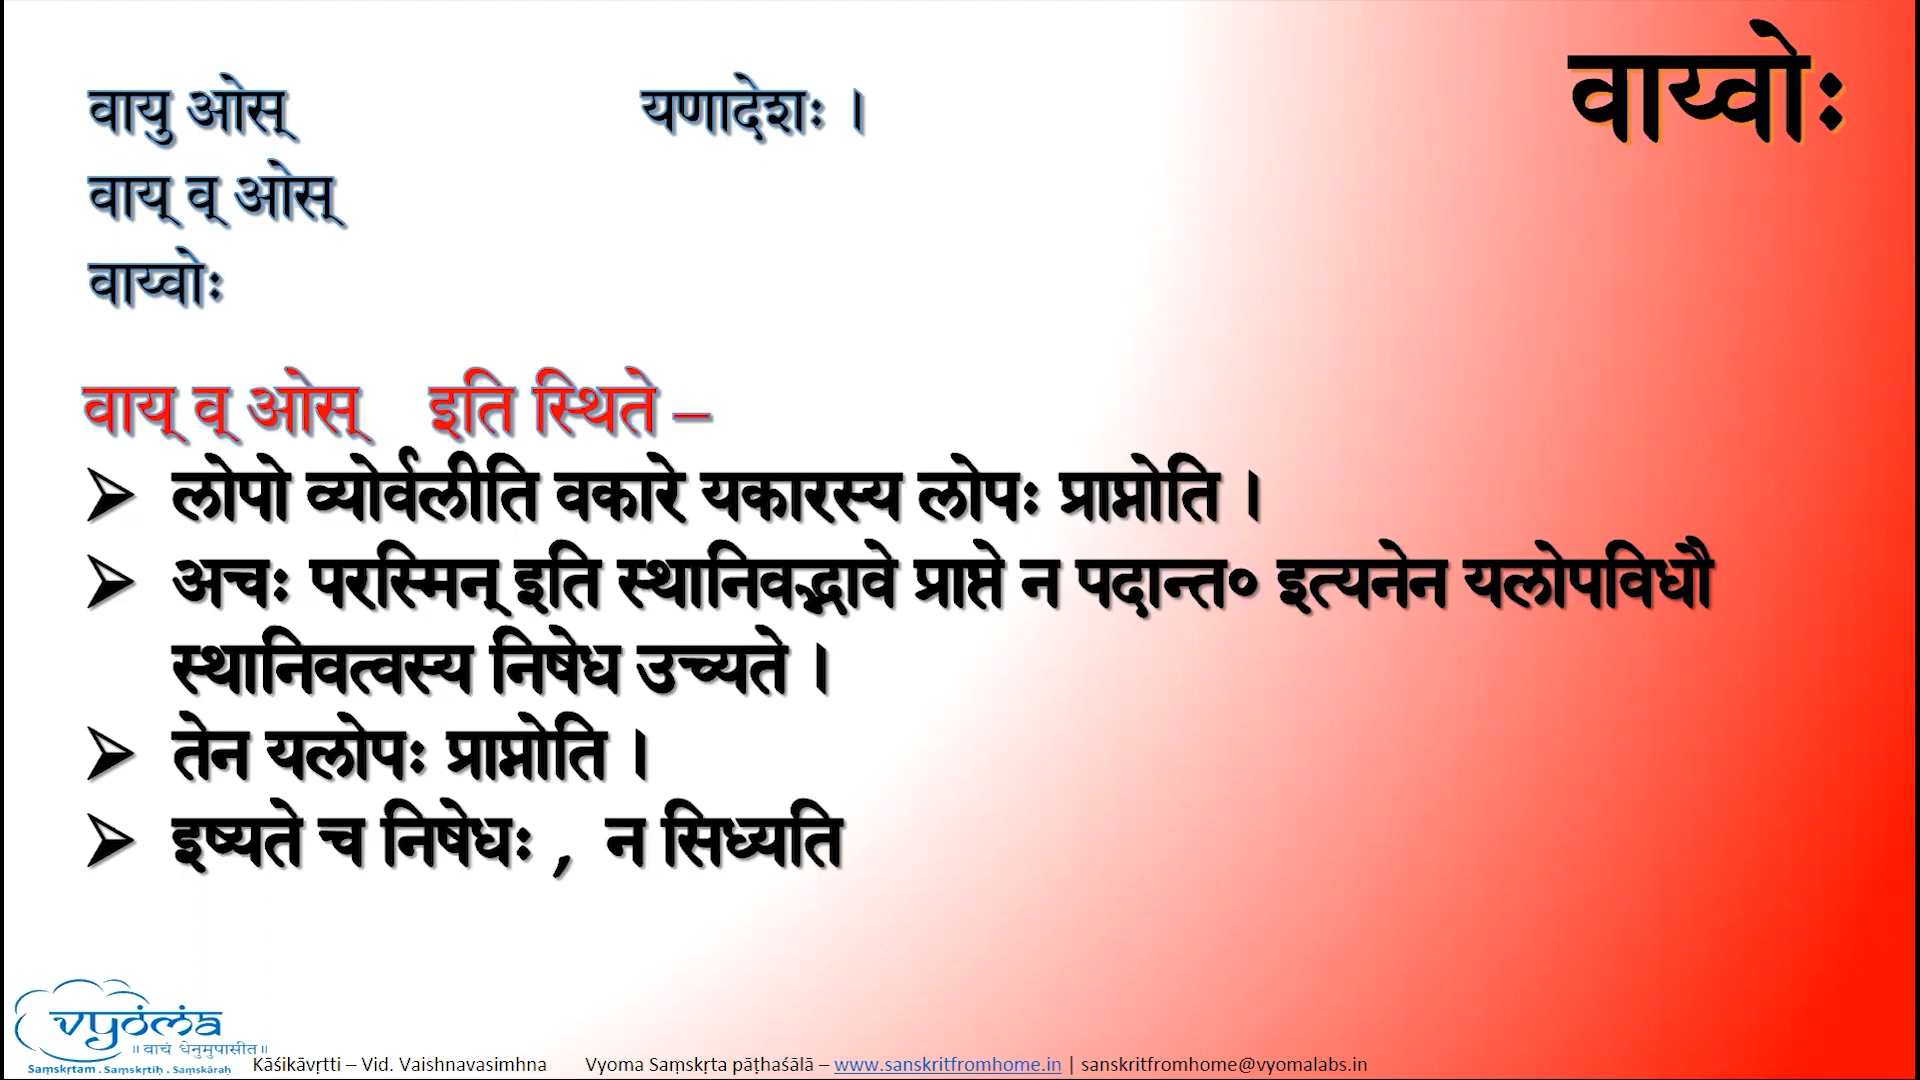 वाय्वोः
वायु ओस् यणादेशः ।
वाय् व् ओस्
वाय्वोः
वाय् व् ओस् इति स्थिते –
➢ लोपो व्योर्वलीति वकारे यकारस्य लोपः प्राप्नोति ।
➢ अचः परस्मिन् इति स्थानिवद्भावे प्राप्ते न पदान्त० इत्यनेन यलोपविधौ
स्थानिवत्वस्य निषेध उच्यते ।
➢ तेन यलोपः प्राप्नोति ।
➢ इष्यते च निषेधः , न सिध्यति
vyoma
॥ वाचं धेनुमुपासीत॥
Saṃskṛtam . Saṃskṛtiḥ . Saṃskāraḥ
Kāśikāvṛtti – Vid. Vaishnavasimhna Vyoma Saṃskṛta pāṭhaśālā – www.sanskritfromhome.in | sanskritfromhome@vyomalabs.in